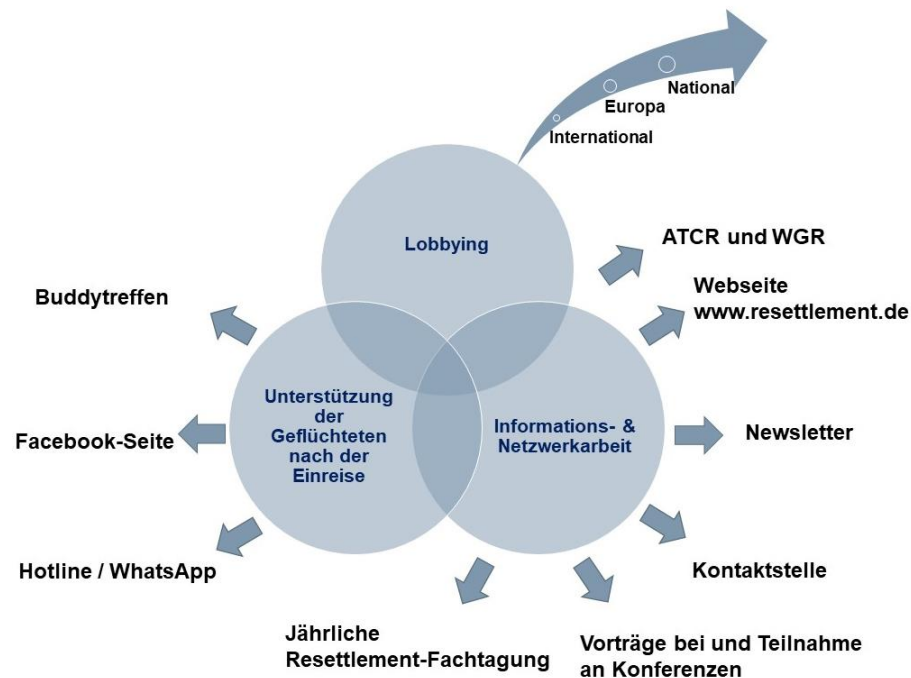 National
Europa
International
Lobbying
ATCR und WGR
Webseite
www.resettlement.de
Buddytreffen
Unterstützung
der
Geflüchteten
nach der
Einreise
Informations- &
Netzwerkarbeit
Newsletter
Facebook-Seite
Hotline / WhatsApp
Kontaktstelle
Jährliche
Resettlement-Fachtagung
Vorträge bei und Teilnahme
an Konferenzen